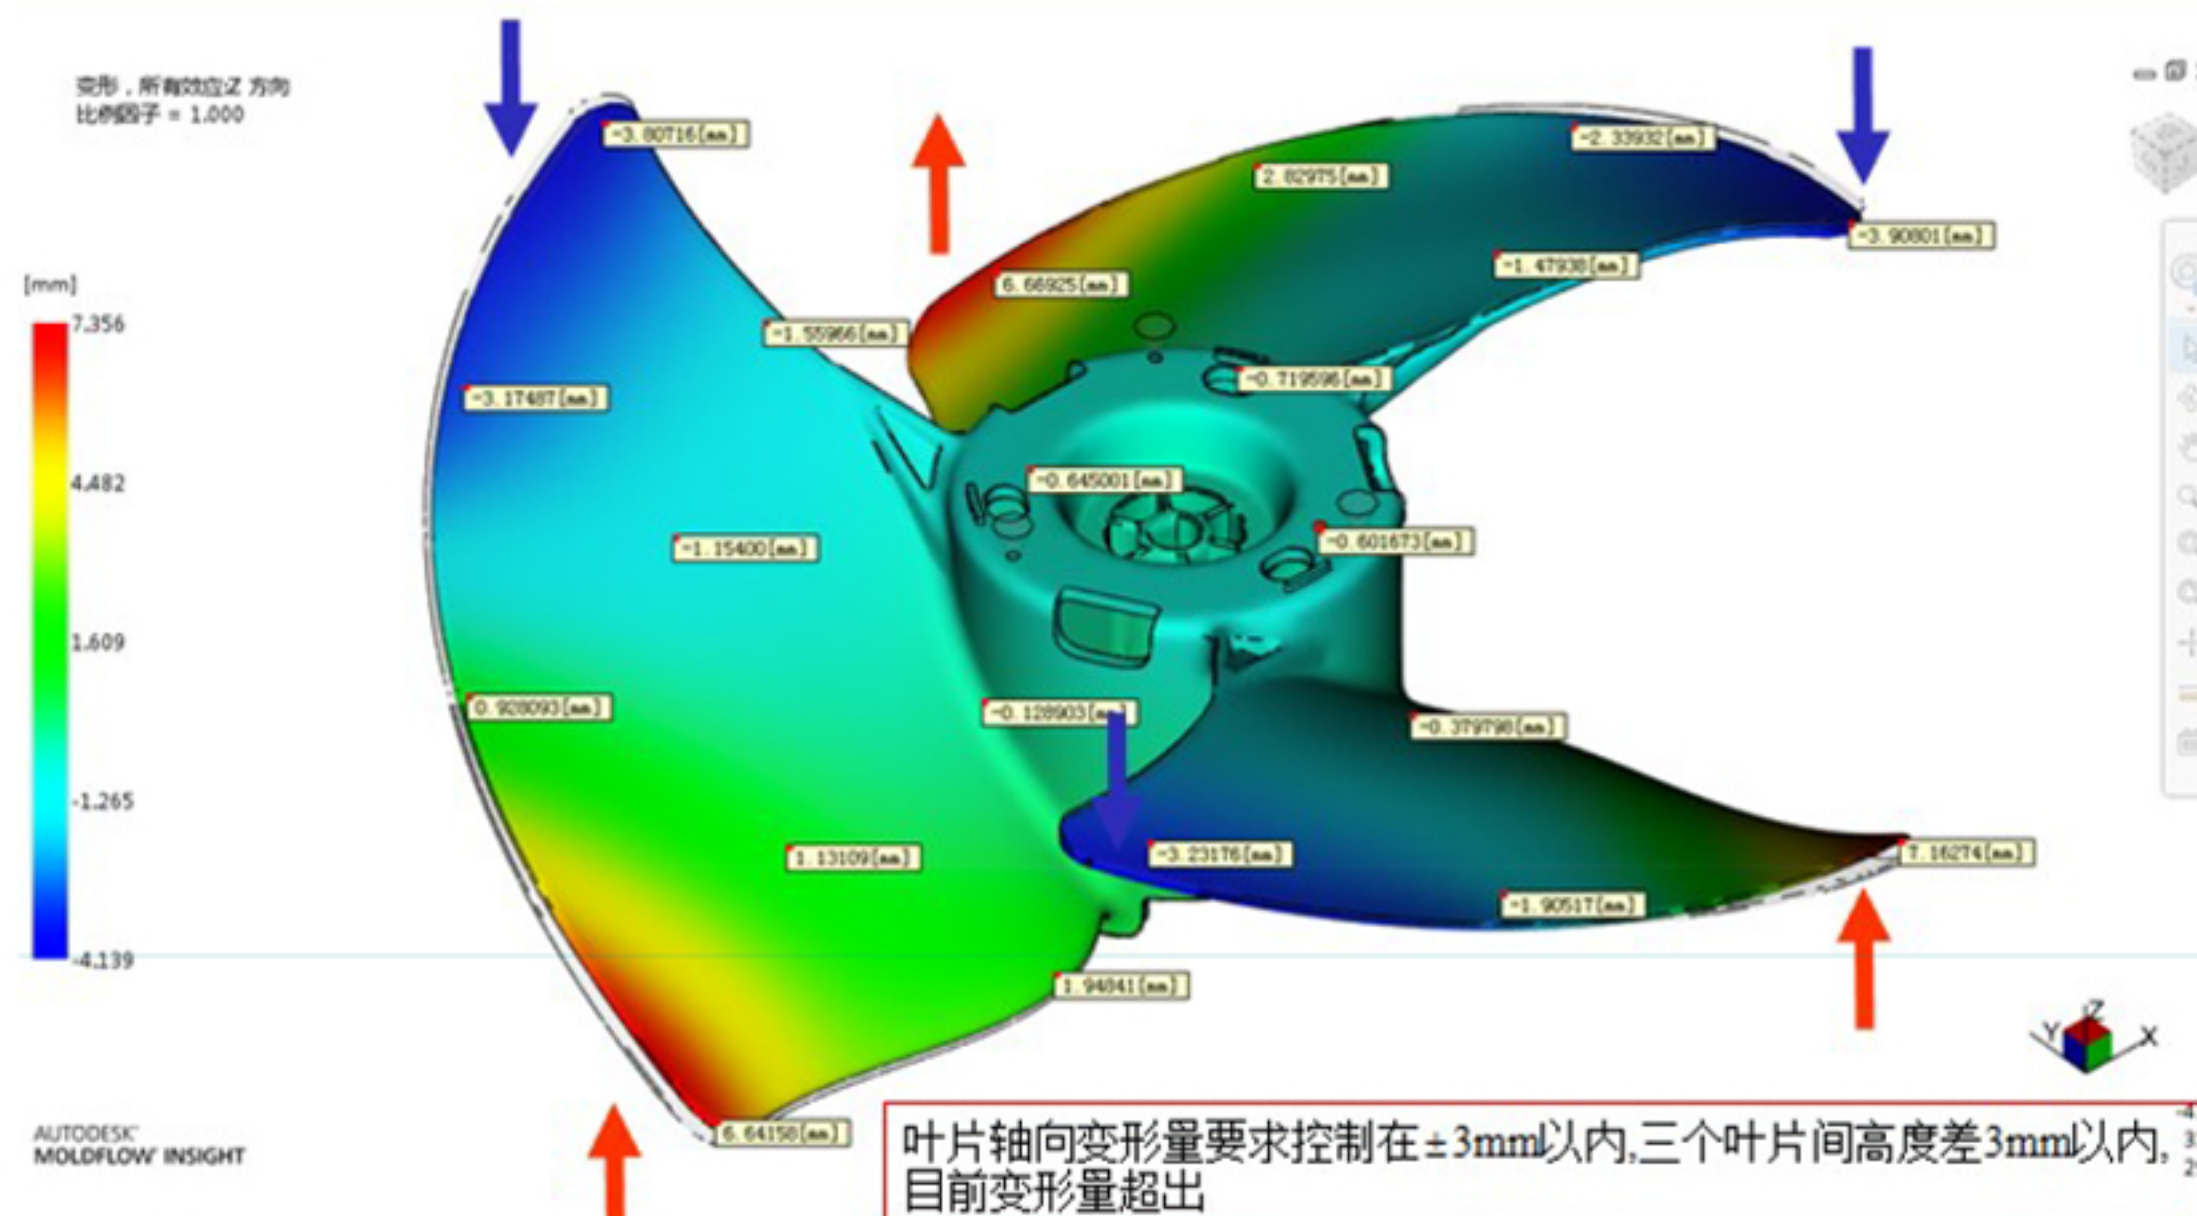 变形，所有效应:Z 方向
比例因子 = 1.000
-3.80716[mm]
-2.33932[mm]
2.82975[mm]
-3.90801[mm]
-1.47938[mm]
[mm]
6.66925[mm]
7.356
-1.55966[mm]
-0.719596[mm]
-3.17487[mm]
4.482
-0.645001[mm]
-1.15400[mm]
-0.601673[mm]
1.609
0.928093[mm]
-0.128903[mm]
-0.379798[mm]
-1.265
1.13109[mm]
-3.23176[mm]
7.16274[mm]
-1.90517[mm]
-4.139
1.94841[mm]
Z
Y
X
6.64158[mm]
AUTODESK
MOLDFLOW INSIGHT
叶片轴向变形量要求控制在±3mm以内,三个叶片间高度差3mm以内,
目前变形量超出